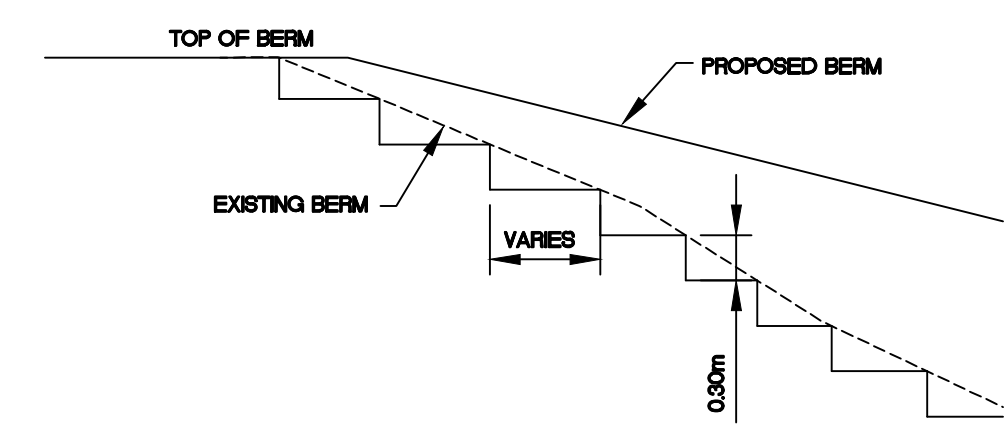 TOP OF BERM
PROPOSED BERM
EXISTING BERM
VARIES
0.30m